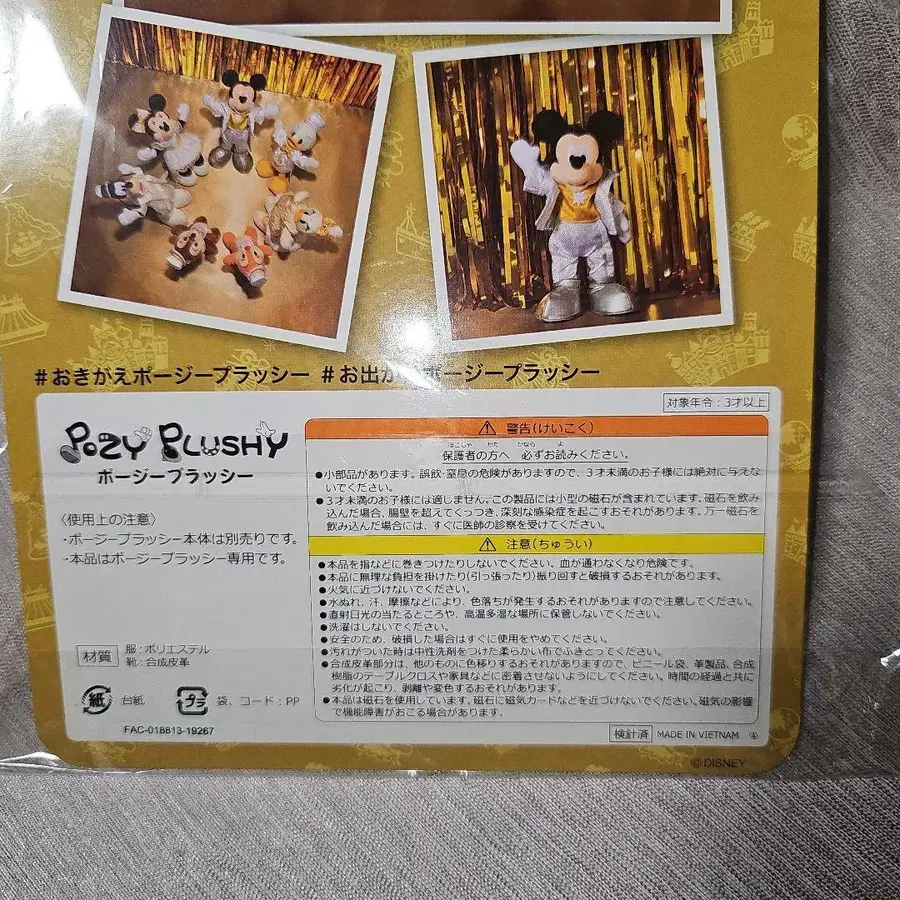 #おきがえポージープラッシー #お出か ポージープラッシー
対象年令:3才以上
POZY PLUSHY
ポージープラッシー
〈使用上の注意〉
・ポージープラッシー本体は別売りです。
・本品はポージープラッシー専用です。
材質
服:ポリエステル
靴:合成皮革
紙 台紙 プラ 袋、コード:PP
FAC-018813-19267
⚠ 警告(けいこく)
ほごしゃ かた かなら よ
保護者の方へ 必ずお読みください。
●小部品があります。誤飲・窒息の危険がありますので、3才未満のお子様には絶対に与えな
いでください。
●3才未満のお子様には適しません。この製品には小型の磁石が含まれています。磁石を飲み
込んだ場合、腸壁を超えてくっつき、深刻な感染症を起こすおそれがあります。万一磁石を
飲み込んだ場合には、すぐに医師の診察を受けてください。
⚠ 注意(ちゅうい)
●本品を指などに巻きつけたりしないでください。血が通わなくなり危険です。
●本品に無理な負担を掛けたり(引っ張ったり)振り回すと破損するおそれがあります。
●火気に近づけないでください。
●水ぬれ、汗、摩擦などにより、色落ちが発生するおそれがありますので注意してください。
●直射日光の当たるところや、高温多湿な場所に保管しないでください。
●洗濯はしないでください。
●安全のため、破損した場合はすぐに使用をやめてください。
●汚れがついた時は中性洗剤をつけた柔らかい布でふきとってください。
●合成皮革部分は、他のものに色移りするおそれがありますので、ビニール袋、革製品、合成
樹脂のテーブルクロスや家具などに密着させないようにしてください。時間の経過と共に
劣化が起こり、剥離や変色するおそれがあります。
●本品は磁石を使用しています。磁石に磁気カードなどを近づけないでください。磁気の影響
で機能障害がおこる場合があります。
検針済 MADE IN VIETNAM ④
©DISNEY